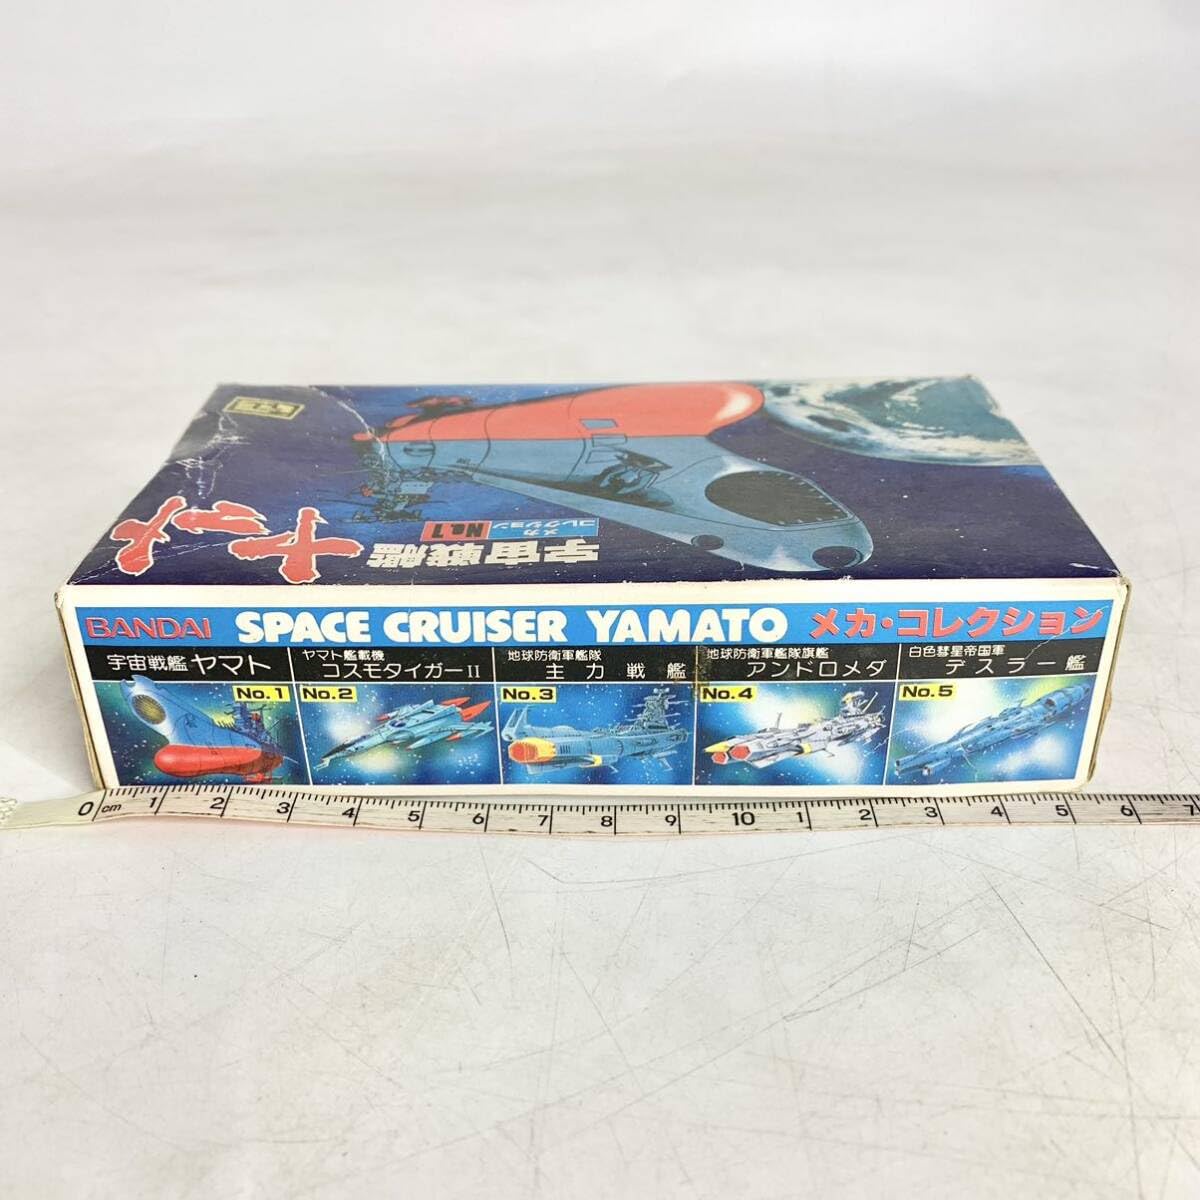 宇宙戦艦
ヤマト
メカ
コレクション
No.1
BANDAI SPACE CRUISER YAMATO メカ・コレクション
宇宙戦艦 ヤマト
No.1
ヤマト艦載機
コスモタイガーII
No.2
地球防衛軍艦隊
主力戦艦
No.3
地球防衛軍艦隊旗艦
アンドロメダ
No.4
白色彗星帝国軍
デスラー艦
No.5
0 cm 1 2 3 4 5 6 7 8 9 10 1 2 3 4 5 6 7